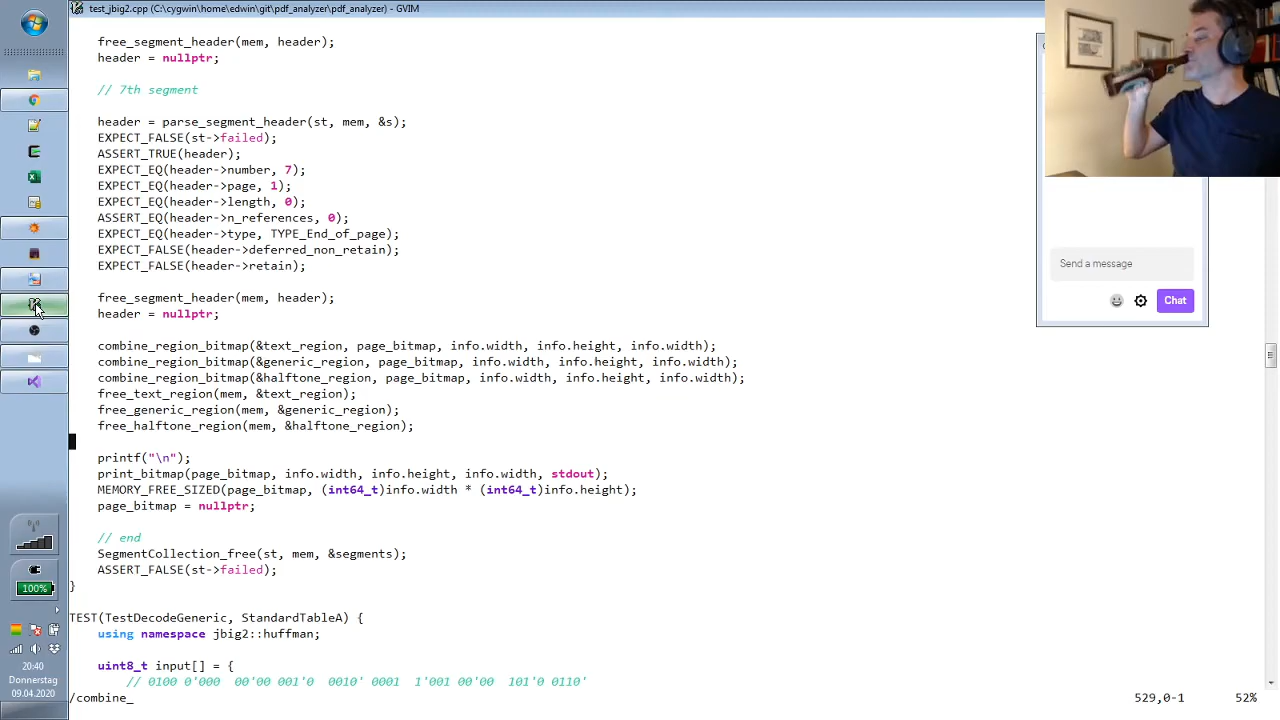 test_jbig2.cpp (C:\cygwin\home\edwin\git\pdf_analyzer\pdf_analyzer) - GVIM
free_segment_header(mem, header);
header = nullptr;
// 7th segment
header = parse_segment_header(st, mem, &s);
EXPECT_FALSE(st->failed);
ASSERT_TRUE(header);
EXPECT_EQ(header->number, 7);
EXPECT_EQ(header->page, 1);
EXPECT_EQ(header->length, 0);
ASSERT_EQ(header->n_references, 0);
EXPECT_EQ(header->type, TYPE_End_of_page);
EXPECT_FALSE(header->deferred_non_retain);
EXPECT_FALSE(header->retain);
free_segment_header(mem, header);
header = nullptr;
combine_region_bitmap(&text_region, page_bitmap, info.width, info.height, info.width);
combine_region_bitmap(&generic_region, page_bitmap, info.width, info.height, info.width);
combine_region_bitmap(&halftone_region, page_bitmap, info.width, info.height, info.width);
free_text_region(mem, &text_region);
free_generic_region(mem, &generic_region);
free_halftone_region(mem, &halftone_region);
printf("\n");
print_bitmap(page_bitmap, info.width, info.height, info.width, stdout);
MEMORY_FREE_SIZED(page_bitmap, (int64_t)info.width * (int64_t)info.height);
page_bitmap = nullptr;
// end
SegmentCollection_free(st, mem, &segments);
ASSERT_FALSE(st->failed);
}
TEST(TestDecodeGeneric, StandardTableA) {
using namespace jbig2::huffman;
uint8_t input[] = {
// 0100 0'000  00'00 001'0  0010' 0001  1'001 00'00  101'0 0110'
/combine_
529,0-1
52%
Send a message
Chat
100%
20:40
Donnerstag
09.04.2020